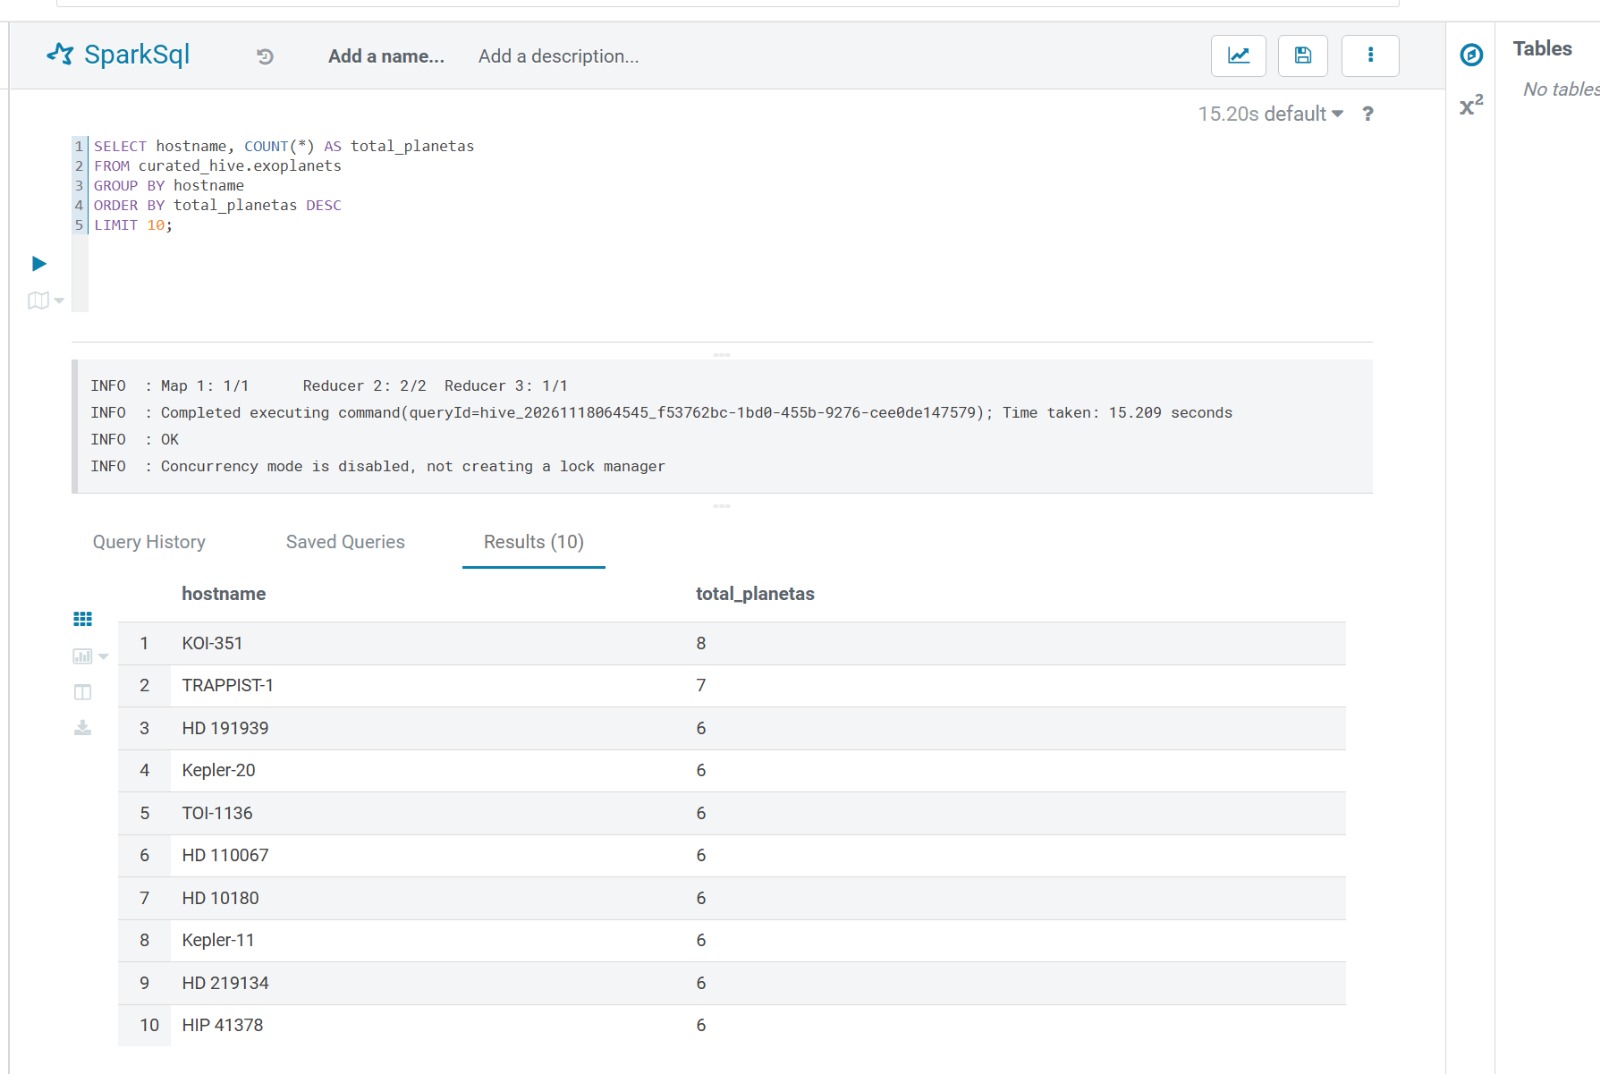 SparkSql Add a name... Add a description...
Tables
No tables
x²
15.20s default ?
1 SELECT hostname, COUNT(*) AS total_planetas
2 FROM curated_hive.exoplanets
3 GROUP BY hostname
4 ORDER BY total_planetas DESC
5 LIMIT 10;
INFO : Map 1: 1/1 Reducer 2: 2/2 Reducer 3: 1/1
INFO : Completed executing command(queryId=hive_20261118064545_f53762bc-1bd0-455b-9276-cee0de147579); Time taken: 15.209 seconds
INFO : OK
INFO : Concurrency mode is disabled, not creating a lock manager
Query History Saved Queries Results (10)
hostname total_planetas
1 KOI-351 8
2 TRAPPIST-1 7
3 HD 191939 6
4 Kepler-20 6
5 TOI-1136 6
6 HD 110067 6
7 HD 10180 6
8 Kepler-11 6
9 HD 219134 6
10 HIP 41378 6